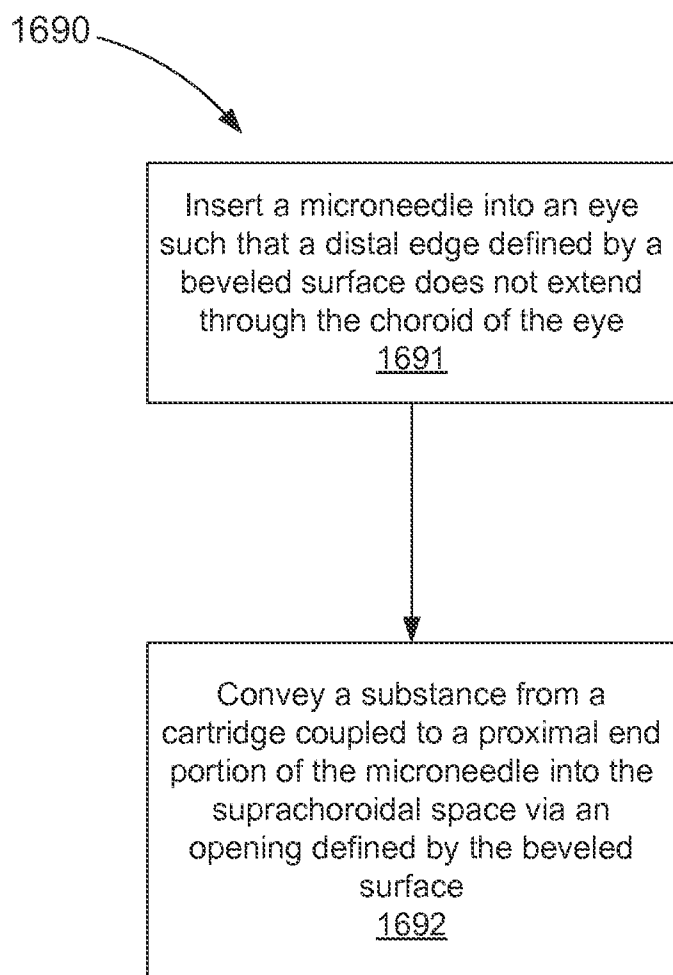 1690
Insert a microneedle into an eye
such that a distal edge defined by a
beveled surface does not extend
through the choroid of the eye
1691
Convey a substance from a
cartridge coupled to a proximal end
portion of the microneedle into the
suprachoroidal space via an
opening defined by the beveled
surface
1692